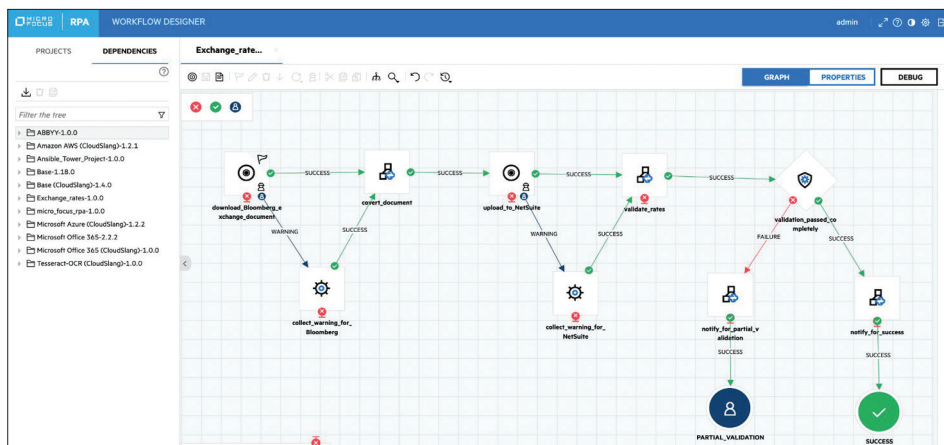 MICRO
FOCUS
RPA
WORKFLOW DESIGNER
admin
PROJECTS
DEPENDENCIES
Exchange_rate...
GRAPH
PROPERTIES
DEBUG
Filter the tree
ABBYY-1.0.0
Amazon AWS (CloudSlang)-1.2.1
Ansible_Tower_Project-1.0.0
Base-1.18.0
Base (CloudSlang)-1.4.0
Exchange_rates-1.0.0
micro_focus_rpa-1.0.0
Microsoft Azure (CloudSlang)-1.2.2
Microsoft Office 365-2.2.2
Microsoft Office 365 (CloudSlang)-1.0.0
Tesseract-OCR (CloudSlang)-1.0.0
SUCCESS
SUCCESS
SUCCESS
SUCCESS
download_Bloomberg_e
xchange_document
covert_document
upload_to_NetSuite
validate_rates
validation_passed_co
mpletely
WARNING
SUCCESS
WARNING
SUCCESS
FAILURE
SUCCESS
collect_warning_for_
Bloomberg
collect_warning_for_
NetSuite
notify_for_partial_v
alidation
notify_for_success
SUCCESS
SUCCESS
PARTIAL_VALIDATION
SUCCESS